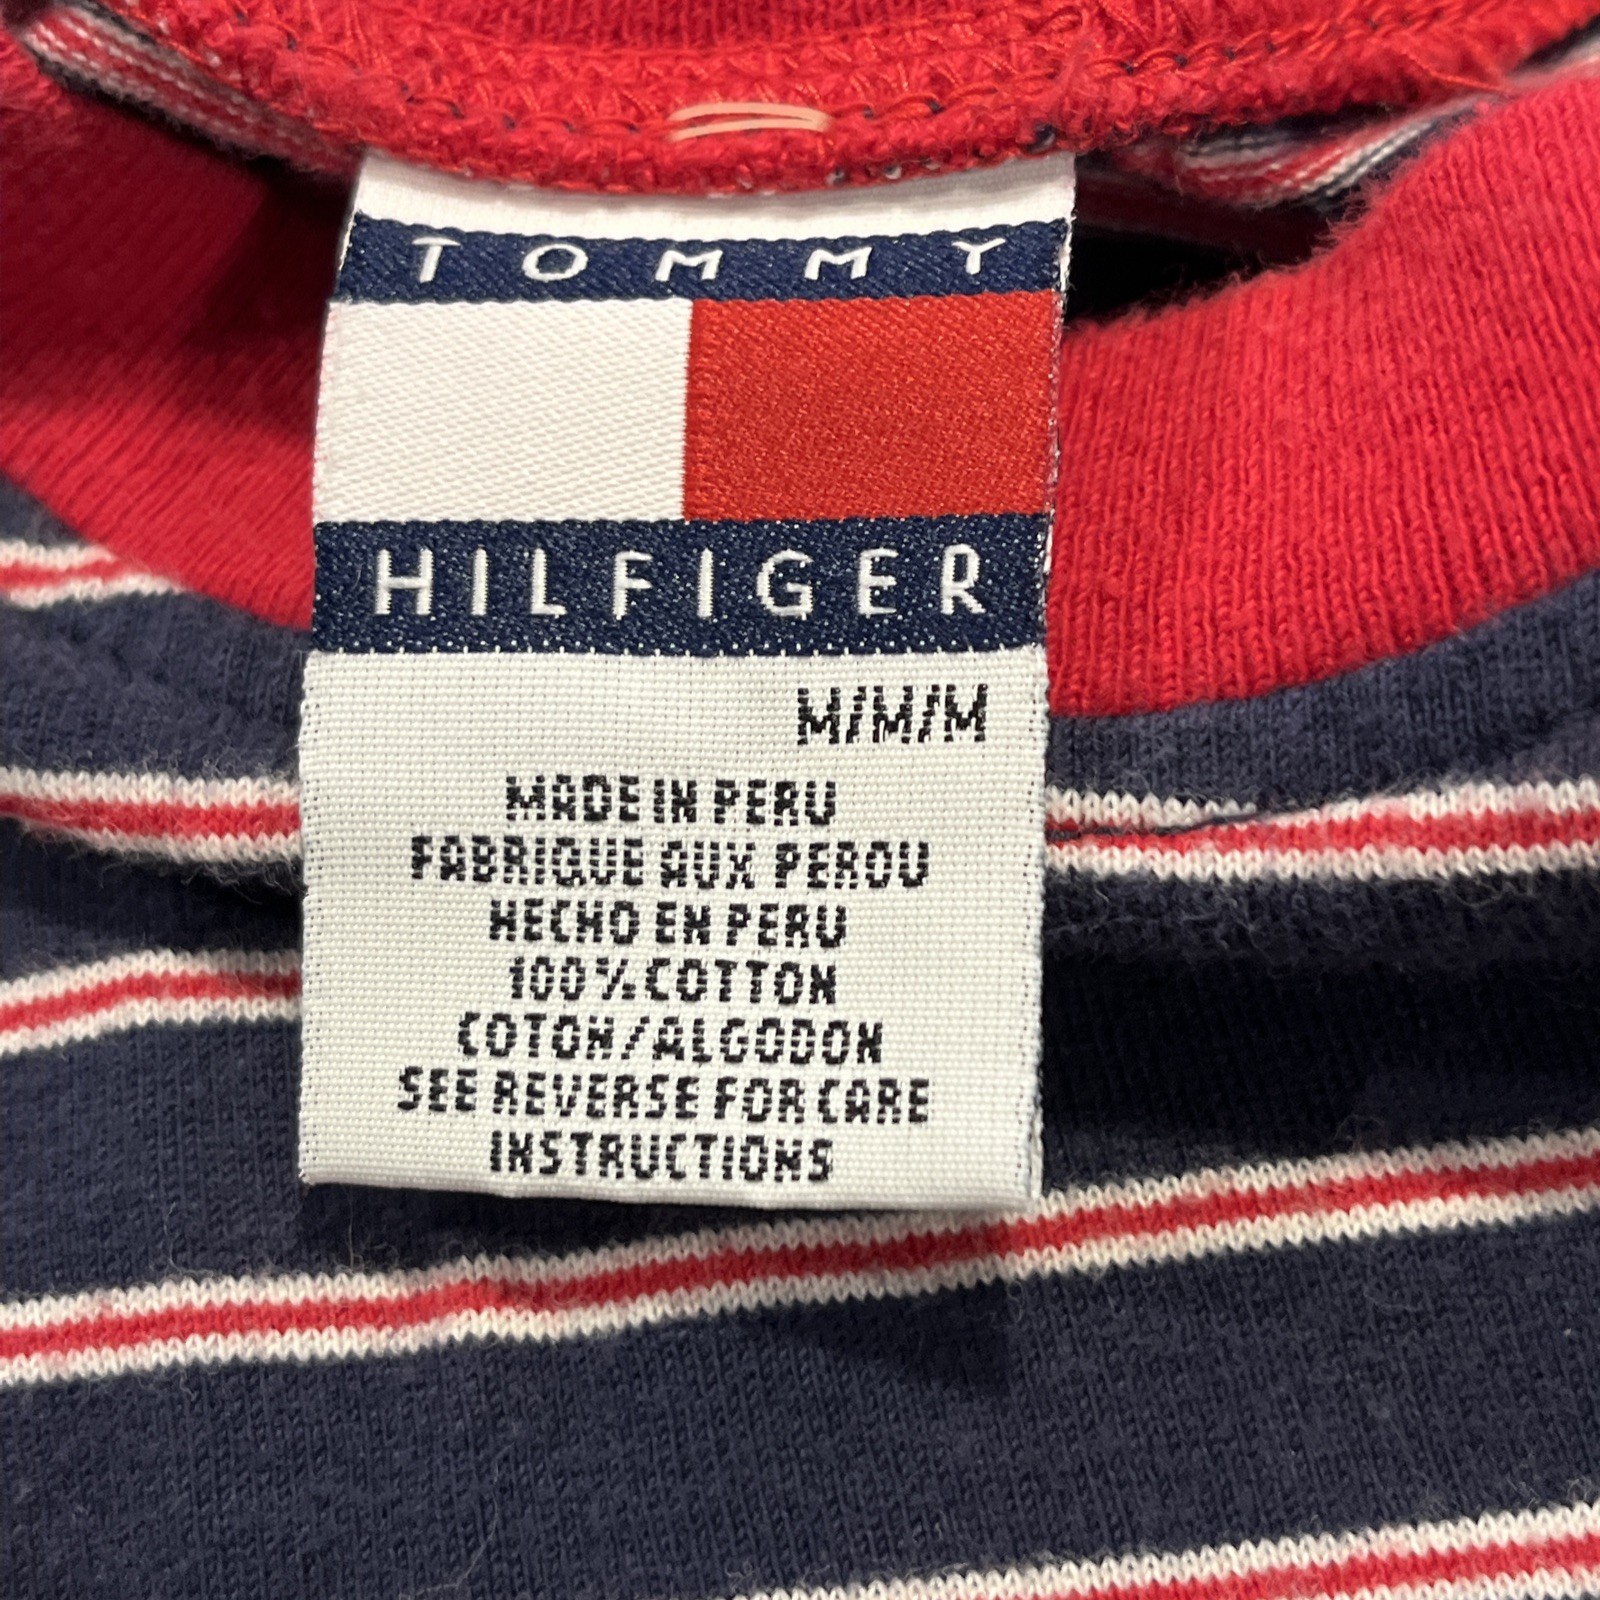 TOMMY
HILFIGER
M/M/M
MADE IN PERU
FABRIQUE AUX PEROU
HECHO EN PERU
100% COTTON
COTON/ALGODON
SEE REVERSE FOR CARE
INSTRUCTIONS